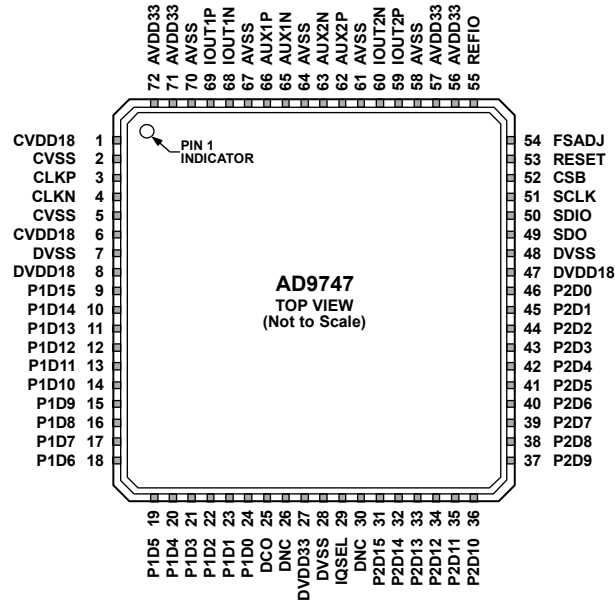 72 AVDD33
71 AVDD33
70 AVSS
69 IOUT1P
68 IOUT1N
67 AVSS
66 AUX1P
65 AUX1N
64 AVSS
63 AUX2N
62 AUX2P
61 AVSS
60 IOUT2N
59 IOUT2P
58 AVSS
57 AVDD33
56 AVDD33
55 REFIO
CVDD18 1
CVSS 2
CLKP 3
CLKN 4
CVSS 5
CVDD18 6
DVSS 7
DVDD18 8
P1D15 9
P1D14 10
P1D13 11
P1D12 12
P1D11 13
P1D10 14
P1D9 15
P1D8 16
P1D7 17
P1D6 18
PIN 1
INDICATOR
AD9747
TOP VIEW
(Not to Scale)
54 FSADJ
53 RESET
52 CSB
51 SCLK
50 SDIO
49 SDO
48 DVSS
47 DVDD18
46 P2D0
45 P2D1
44 P2D2
43 P2D3
42 P2D4
41 P2D5
40 P2D6
39 P2D7
38 P2D8
37 P2D9
P1D5 19
P1D4 20
P1D3 21
P1D2 22
P1D1 23
P1D0 24
DCO 25
DNC 26
DVDD33 27
DVSS 28
IQSEL 29
DNC 30
P2D15 31
P2D14 32
P2D13 33
P2D12 34
P2D11 35
P2D10 36